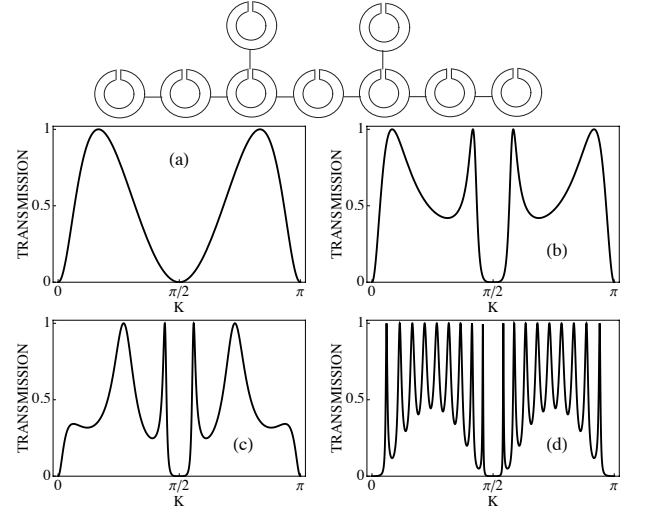 TRANSMISSION
1
0.5
0
(a)
0
π/2
π
K
TRANSMISSION
1
0.5
0
(b)
0
π/2
π
K
TRANSMISSION
1
0.5
0
(c)
0
π/2
π
K
TRANSMISSION
1
0.5
0
(d)
0
π/2
π
K